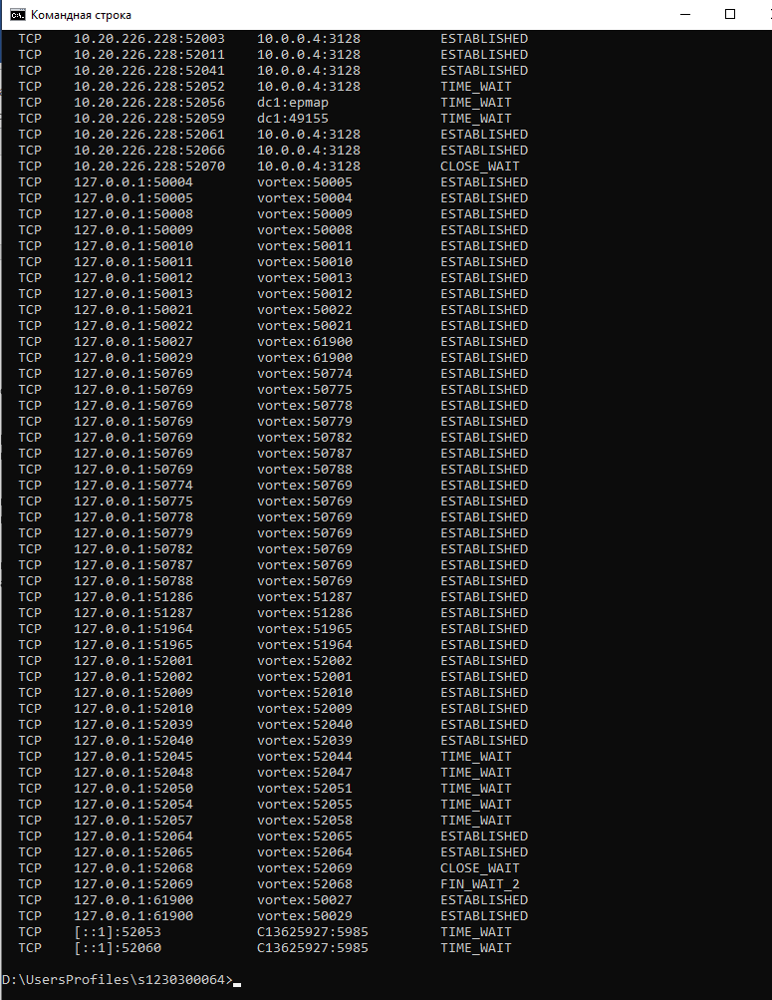 Командная строка
TCP 10.20.226.228:52003 10.0.0.4:3128 ESTABLISHED
TCP 10.20.226.228:52011 10.0.0.4:3128 ESTABLISHED
TCP 10.20.226.228:52041 10.0.0.4:3128 ESTABLISHED
TCP 10.20.226.228:52052 10.0.0.4:3128 TIME_WAIT
TCP 10.20.226.228:52056 dc1:epmap TIME_WAIT
TCP 10.20.226.228:52059 dc1:49155 TIME_WAIT
TCP 10.20.226.228:52061 10.0.0.4:3128 ESTABLISHED
TCP 10.20.226.228:52066 10.0.0.4:3128 ESTABLISHED
TCP 10.20.226.228:52070 10.0.0.4:3128 CLOSE_WAIT
TCP 127.0.0.1:50004 vortex:50005 ESTABLISHED
TCP 127.0.0.1:50005 vortex:50004 ESTABLISHED
TCP 127.0.0.1:50008 vortex:50009 ESTABLISHED
TCP 127.0.0.1:50009 vortex:50008 ESTABLISHED
TCP 127.0.0.1:50010 vortex:50011 ESTABLISHED
TCP 127.0.0.1:50011 vortex:50010 ESTABLISHED
TCP 127.0.0.1:50012 vortex:50013 ESTABLISHED
TCP 127.0.0.1:50013 vortex:50012 ESTABLISHED
TCP 127.0.0.1:50021 vortex:50022 ESTABLISHED
TCP 127.0.0.1:50022 vortex:50021 ESTABLISHED
TCP 127.0.0.1:50027 vortex:61900 ESTABLISHED
TCP 127.0.0.1:50029 vortex:61900 ESTABLISHED
TCP 127.0.0.1:50769 vortex:50774 ESTABLISHED
TCP 127.0.0.1:50769 vortex:50775 ESTABLISHED
TCP 127.0.0.1:50769 vortex:50778 ESTABLISHED
TCP 127.0.0.1:50769 vortex:50779 ESTABLISHED
TCP 127.0.0.1:50769 vortex:50782 ESTABLISHED
TCP 127.0.0.1:50769 vortex:50787 ESTABLISHED
TCP 127.0.0.1:50769 vortex:50788 ESTABLISHED
TCP 127.0.0.1:50774 vortex:50769 ESTABLISHED
TCP 127.0.0.1:50775 vortex:50769 ESTABLISHED
TCP 127.0.0.1:50778 vortex:50769 ESTABLISHED
TCP 127.0.0.1:50779 vortex:50769 ESTABLISHED
TCP 127.0.0.1:50782 vortex:50769 ESTABLISHED
TCP 127.0.0.1:50787 vortex:50769 ESTABLISHED
TCP 127.0.0.1:50788 vortex:50769 ESTABLISHED
TCP 127.0.0.1:51286 vortex:51287 ESTABLISHED
TCP 127.0.0.1:51287 vortex:51286 ESTABLISHED
TCP 127.0.0.1:51964 vortex:51965 ESTABLISHED
TCP 127.0.0.1:51965 vortex:51964 ESTABLISHED
TCP 127.0.0.1:52001 vortex:52002 ESTABLISHED
TCP 127.0.0.1:52002 vortex:52001 ESTABLISHED
TCP 127.0.0.1:52009 vortex:52010 ESTABLISHED
TCP 127.0.0.1:52010 vortex:52009 ESTABLISHED
TCP 127.0.0.1:52039 vortex:52040 ESTABLISHED
TCP 127.0.0.1:52040 vortex:52039 ESTABLISHED
TCP 127.0.0.1:52045 vortex:52044 TIME_WAIT
TCP 127.0.0.1:52048 vortex:52047 TIME_WAIT
TCP 127.0.0.1:52050 vortex:52051 TIME_WAIT
TCP 127.0.0.1:52054 vortex:52055 TIME_WAIT
TCP 127.0.0.1:52057 vortex:52058 TIME_WAIT
TCP 127.0.0.1:52064 vortex:52065 ESTABLISHED
TCP 127.0.0.1:52065 vortex:52064 ESTABLISHED
TCP 127.0.0.1:52068 vortex:52069 CLOSE_WAIT
TCP 127.0.0.1:52069 vortex:52068 FIN_WAIT_2
TCP 127.0.0.1:61900 vortex:50027 ESTABLISHED
TCP 127.0.0.1:61900 vortex:50029 ESTABLISHED
TCP [::1]:52053 C13625927:5985 TIME_WAIT
TCP [::1]:52060 C13625927:5985 TIME_WAIT
D:\UsersProfiles\s1230300064>